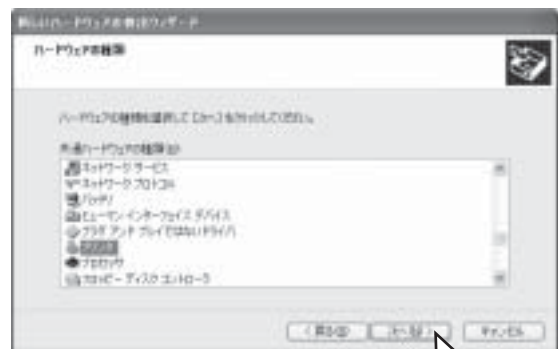 新しいハードウェアの検出ウィザード
ハードウェアの種類
ハードウェアの種類を選択して [次へ] をクリックしてください。
共通ハードウェアの種類(H):
ネットワーク サービス
ネットワーク プロトコル
バッテリ
ヒューマン インターフェイス デバイス
プラグ アンド プレイではないドライバ
プリンタ
プロセッサ
フロッピー ディスク コントローラ
< 戻る(B)
次へ(N) >
キャンセル